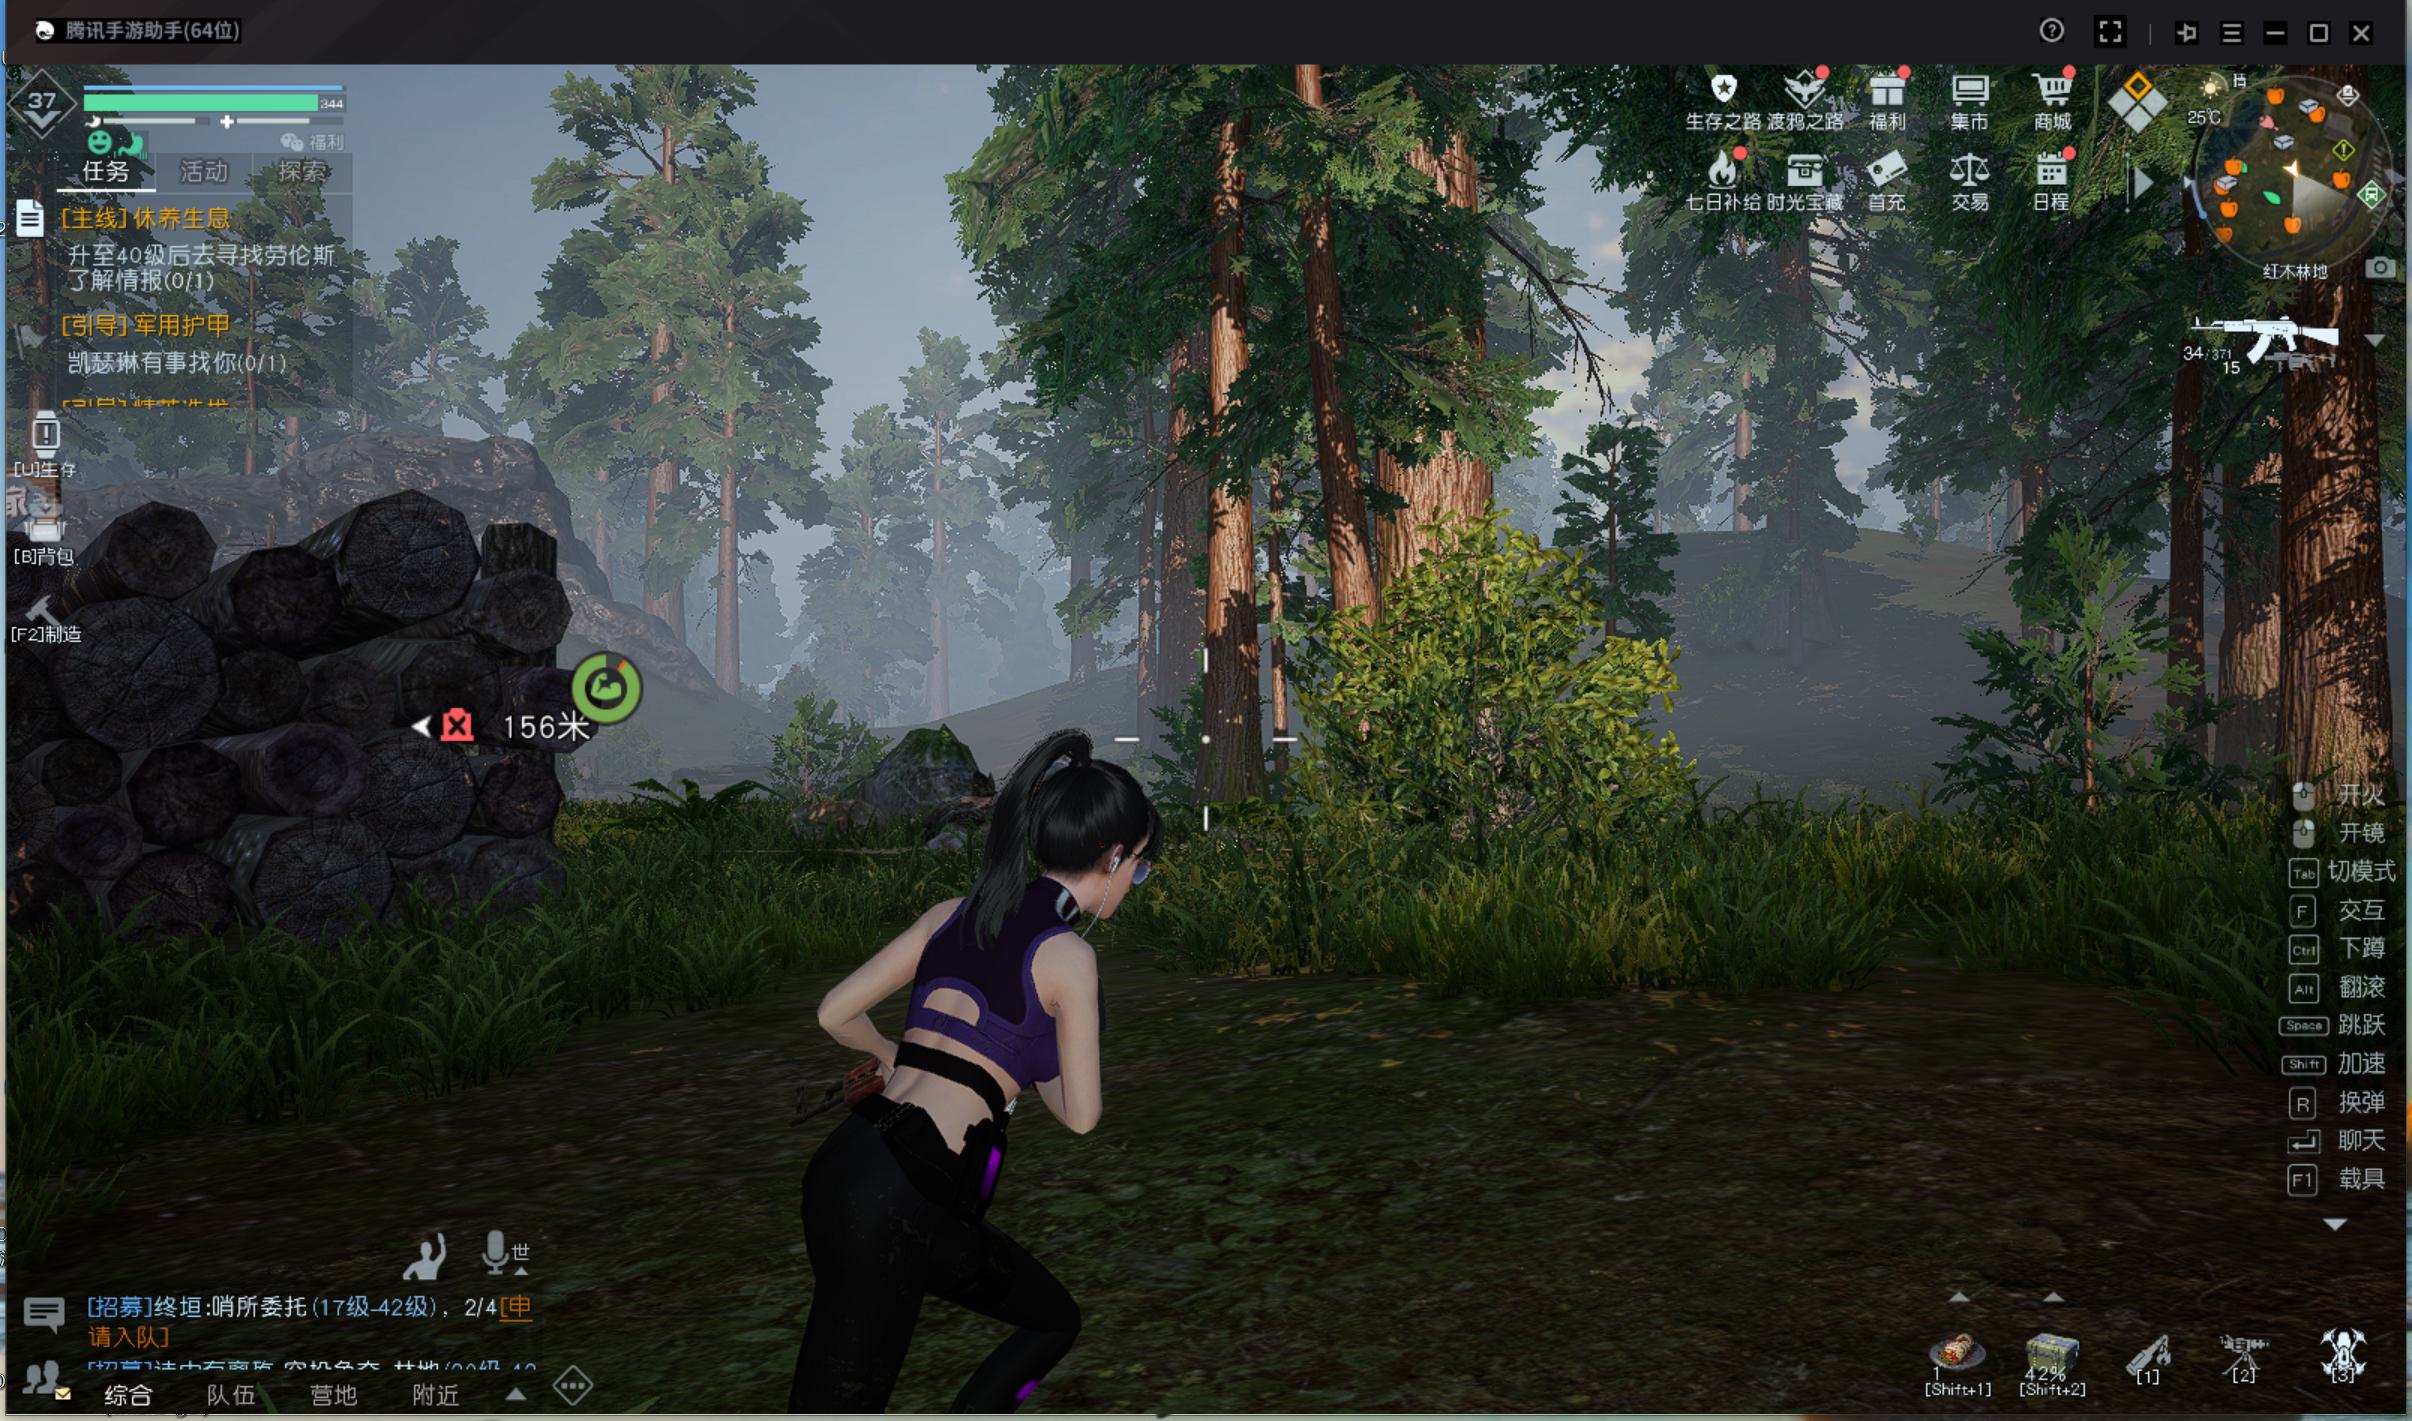 腾讯手游助手(64位)
37
344
福利
任务 活动 探索
[主线]休养生息
升至40级后去寻找劳伦斯
了解情报(0/1)
[引导]军用护甲
凯瑟琳有事找你(0/1)
[U]生存
[B]背包
[F2]制造
156米
生存之路 渡鸦之路 福利 集市 商城
七日补给 时光宝藏 首充 交易 日程
25℃
红木林地
34/371
15
开火
开镜
Tab 切模式
F 交互
Ctrl 下蹲
Alt 翻滚
Space 跳跃
Shift 加速
R 换弹
聊天
F1 载具
世
[招募]终垣:哨所委托(17级-42级)，2/4[申
请入队]
综合 队伍 营地 附近
1 42%
[Shift+1] [Shift+2] [1] [2] [3]